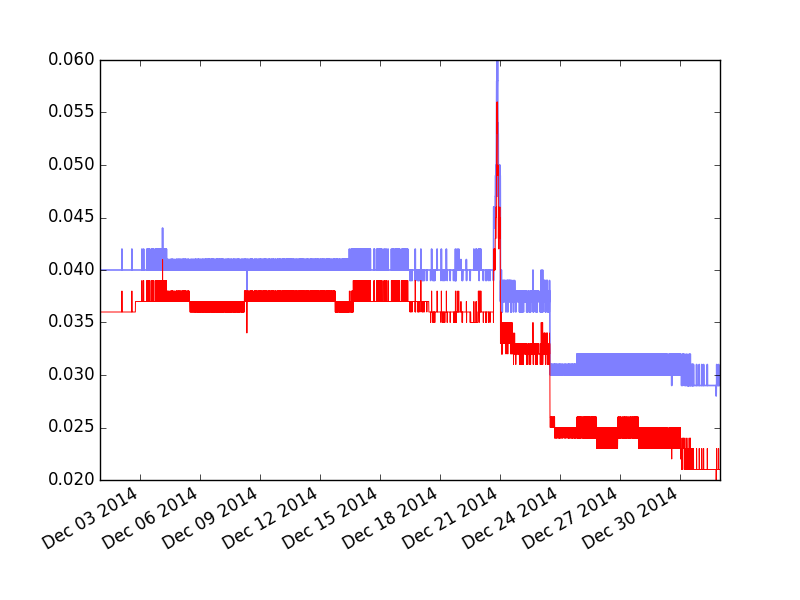 0.060
0.055
0.050
0.045
0.040
0.035
0.030
0.025
0.020
Dec 03 2014
Dec 06 2014
Dec 09 2014
Dec 12 2014
Dec 15 2014
Dec 18 2014
Dec 21 2014
Dec 24 2014
Dec 27 2014
Dec 30 2014